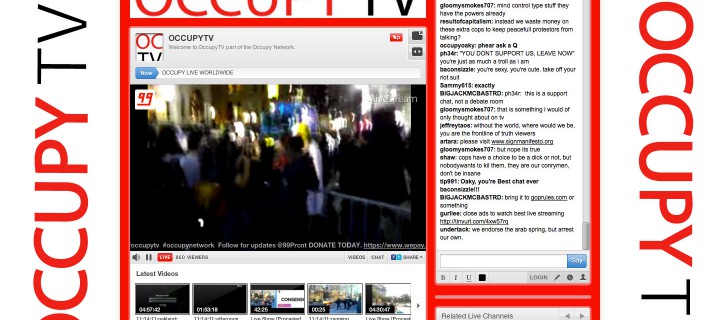 OCCUPY TV
OCCUPY TV
OCCUPYTV
Welcome to OccupyTV part of the Occupy Network.
OC
TV
Now
OCCUPY LIVE WORLDWIDE
99
Livestream
occupytv #occupynetwork Follow for updates @99Prcnt DONATE TODAY. https://www.wepay.
LIVE
860 VIEWERS
VIDEOS
CHAT
SHARE
Latest Videos
04:57:42
01:53:18
42:25
00:25
04:30:47
gloomysmokes707: mind control type stuff they
have the powers already
resultofcapitalism: instead we waste money on
these extra cops to keep peacefull protestors from
talking?
occupyoaky: phear ask a Q
ph34r: "YOU DON'T SUPPORT US, LEAVE NOW"
you're just as much a troll as i am
baconsizzle: you're sexy, you're cute. take off your
riot suit
Sammy615: exactly
BIGJACKMCBASTRD: ph34r: this is a support
chat, not a debate room
gloomysmokes707: that is something i would of
only thought about on tv
jeffreytaos: without the world, where would we be.
you are the frontline of truth viewers
artara: please visit www.signmanifesto.org
gloomysmokes707: but nope its true
shaw: cops have a choice to be a dick or not, but
nobodywants to kil them, they are our conrymen,
don't be insane
tip991: Oaky, you're Best chat ever
baconsizzle!!!
BIGJACKMCBASTRD: bring it to goprules.com or
something
gurllee: close ads to watch best live streaming
http://tinyurl.com/4xw57rq
undertack: we endorse the arab spring, but arrest
our own.
Say
B I U
LOGIN
Related Live Channels
OCCUPY T